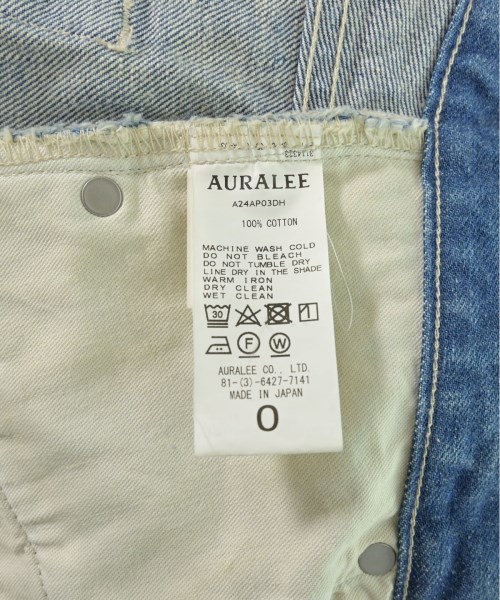 AURALEE
A24AP03DH
100% COTTON
MACHINE WASH COLD
DO NOT BLEACH
DO NOT TUMBLE DRY
LINE DRY IN THE SHADE
WARM IRON
DRY CLEAN
WET CLEAN
30
F W
AURALEE CO., LTD.
81-(3)-6427-7141
MADE IN JAPAN
0